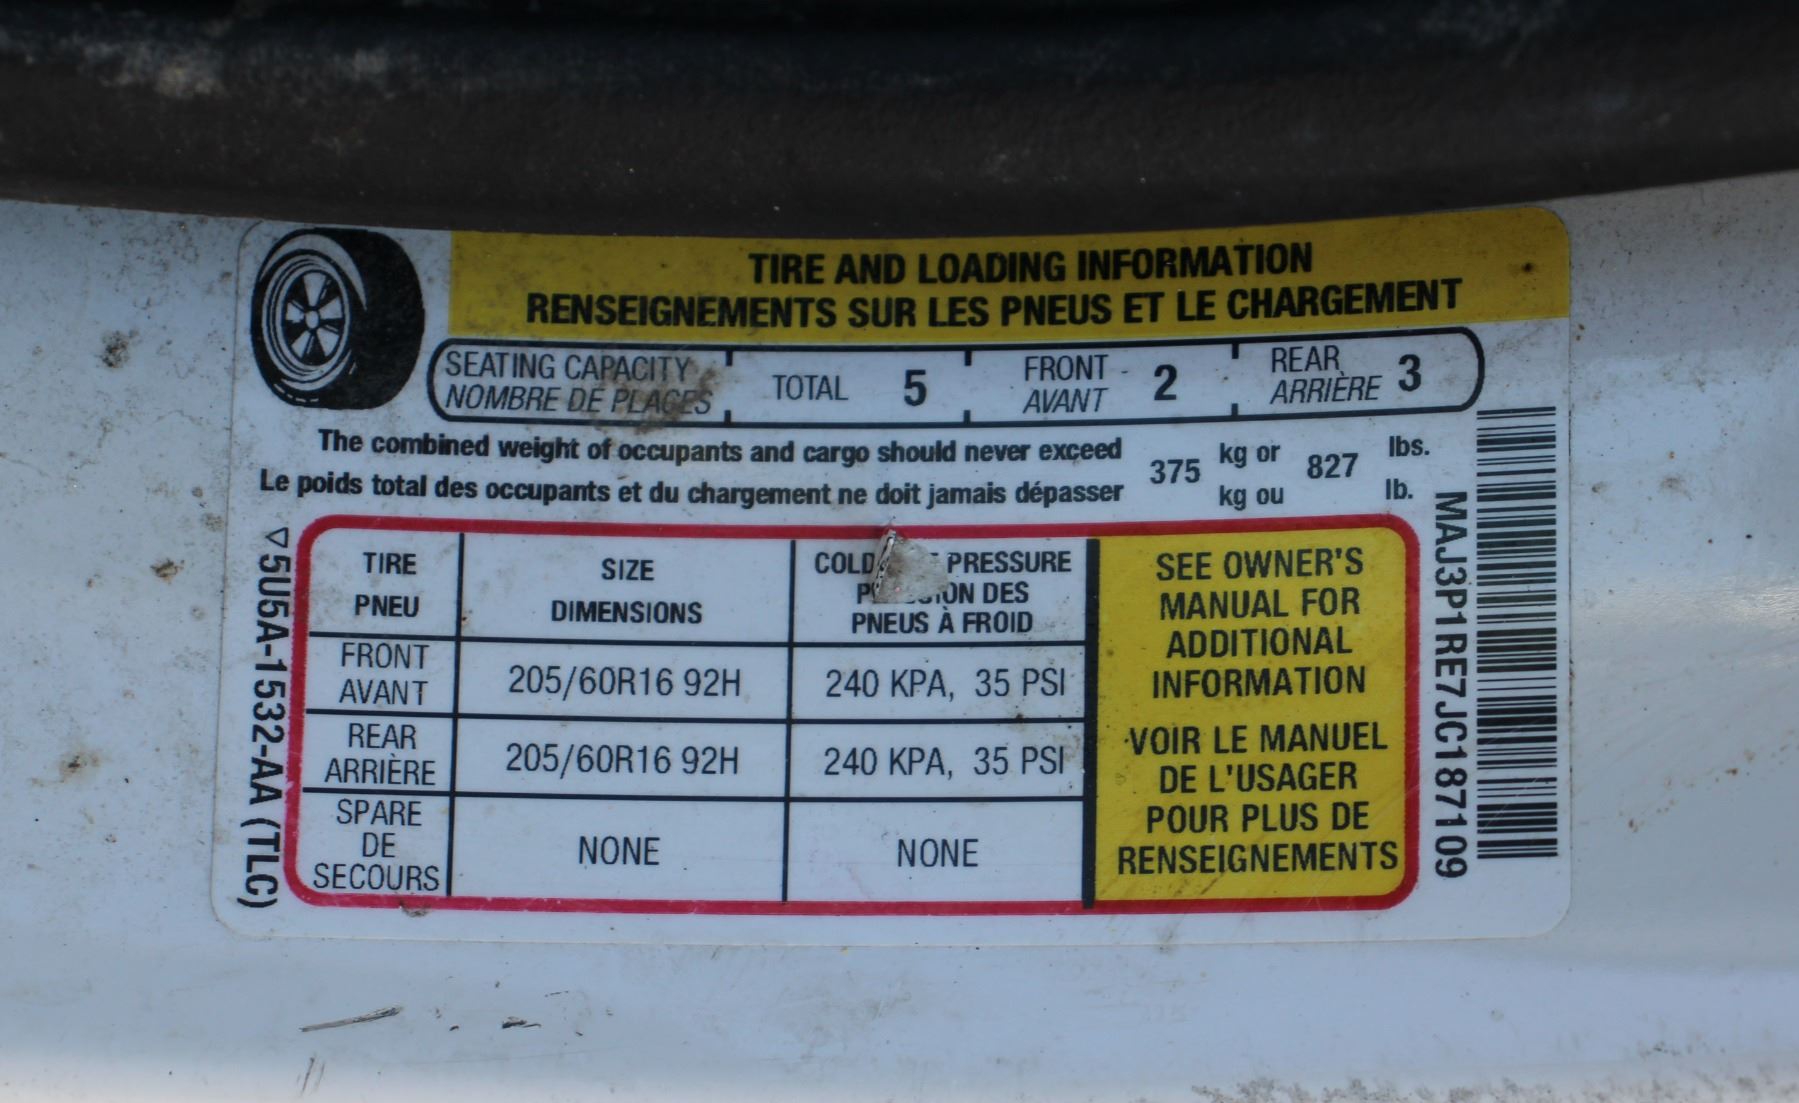 TIRE AND LOADING INFORMATION
RENSEIGNEMENTS SUR LES PNEUS ET LE CHARGEMENT
SEATING CAPACITY
NOMBRE DE PLACES
TOTAL 5
FRONT
AVANT
2
REAR
ARRIÈRE
3
The combined weight of occupants and cargo should never exceed
Le poids total des occupants et du chargement ne doit jamais dépasser
375
kg or
kg ou
827
lbs.
lb.
TIRE
PNEU
SIZE
DIMENSIONS
COLD PRESSURE
DES
PNEUS À FROID
FRONT
AVANT
205/60R16 92H
240 KPA, 35 PSI
REAR
ARRIÈRE
205/60R16 92H
240 KPA, 35 PSI
SPARE
DE
SECOURS
NONE
NONE
SEE OWNER'S
MANUAL FOR
ADDITIONAL
INFORMATION
VOIR LE MANUEL
DE L'USAGER
POUR PLUS DE
RENSEIGNEMENTS
▽5U5A-1532-AA (TLC)
MAJ3P1RE7JC187109